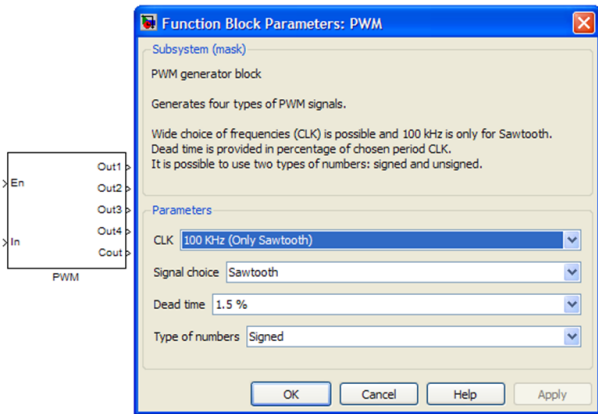 Function Block Parameters: PWM
Subsystem (mask)
PWM generator block
Generates four types of PWM signals.
Wide choice of frequencies (CLK) is possible and 100 kHz is only for Sawtooth.
Dead time is provided in percentage of chosen period CLK.
It is possible to use two types of numbers: signed and unsigned.
Out1
En
Out2
Out3
Out4
In
Cout
PWM
Parameters
CLK 100 KHz (Only Sawtooth)
Signal choice Sawtooth
Dead time 1.5 %
Type of numbers Signed
OK Cancel Help Apply